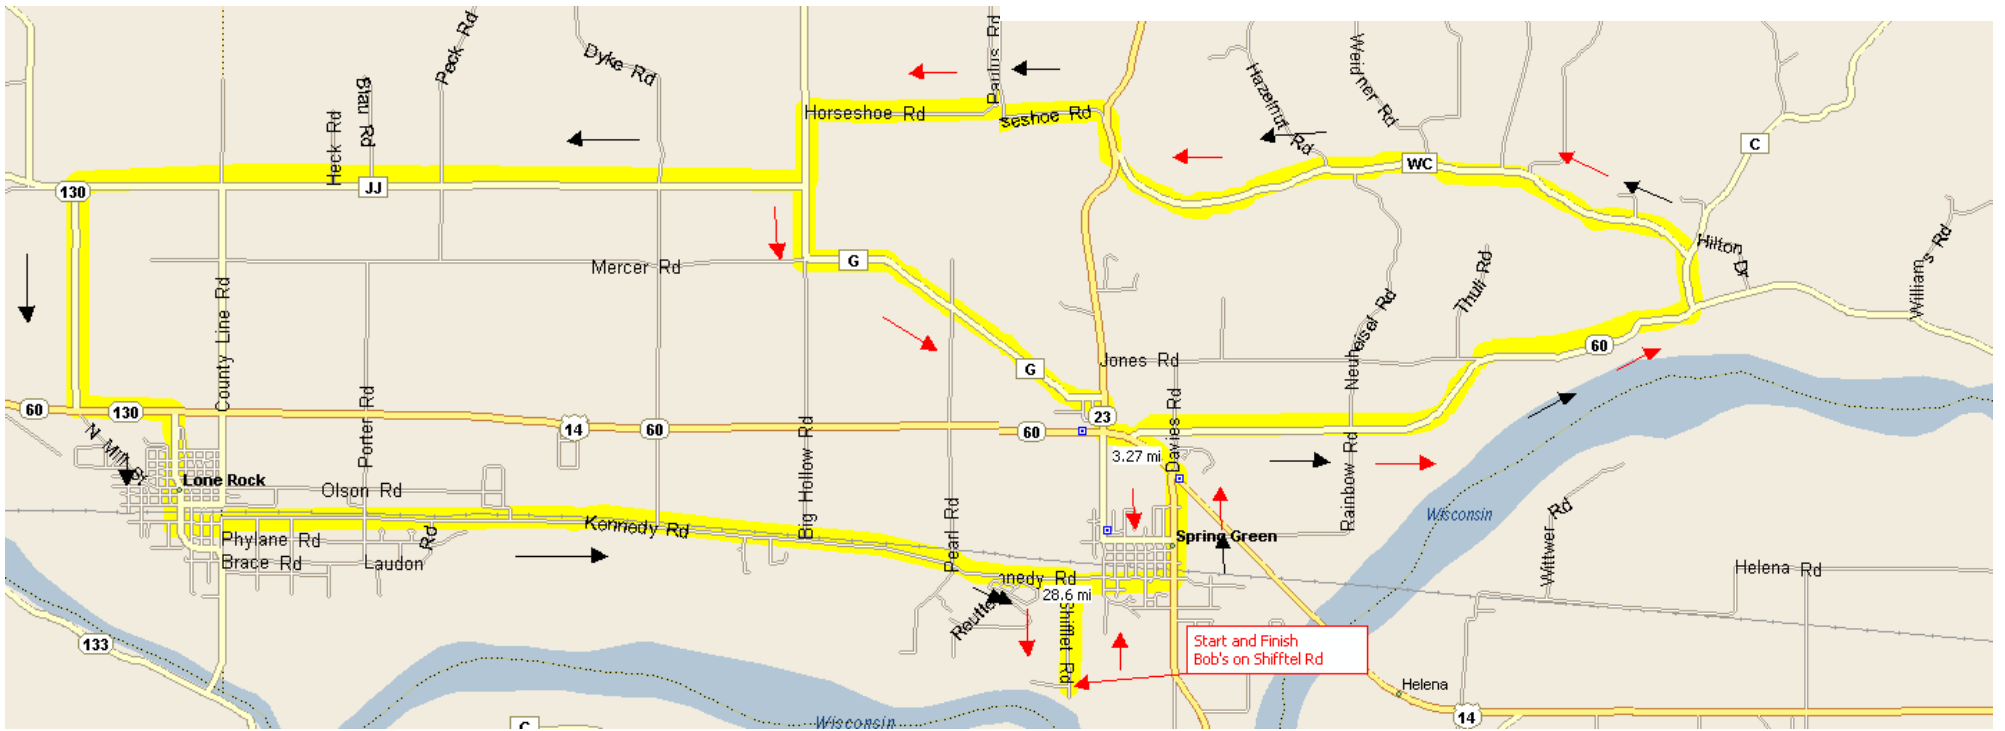 Peck Rd
Dyke Rd
Paulus Rd
Weidner Rd
Hazelnut Rd
Blau Rd
Heck Rd
Horseshoe Rd
seshoe Rd
C
WC
130
JJ
Hilton Dr
Williams Rd
Mercer Rd
G
Thuli Rd
County Line Rd
Neuheisel Rd
60
Jones Rd
G
60
130
14
60
60
23
Davies Rd
3.27 mi
N Mill St
Porter Rd
Big Hollow Rd
Lone Rock
Olson Rd
Pearl Rd
Rainbow Rd
Wisconsin
Wittwer Rd
Kennedy Rd
Spring Green
Phylane Rd
Rd
Brace Rd
Laudon
nnedy Rd
28.6 mi
Helena Rd
Reutte
Shifflet Rd
133
Start and Finish
Bob's on Shifftel Rd
Helena
14
Wisconsin
C